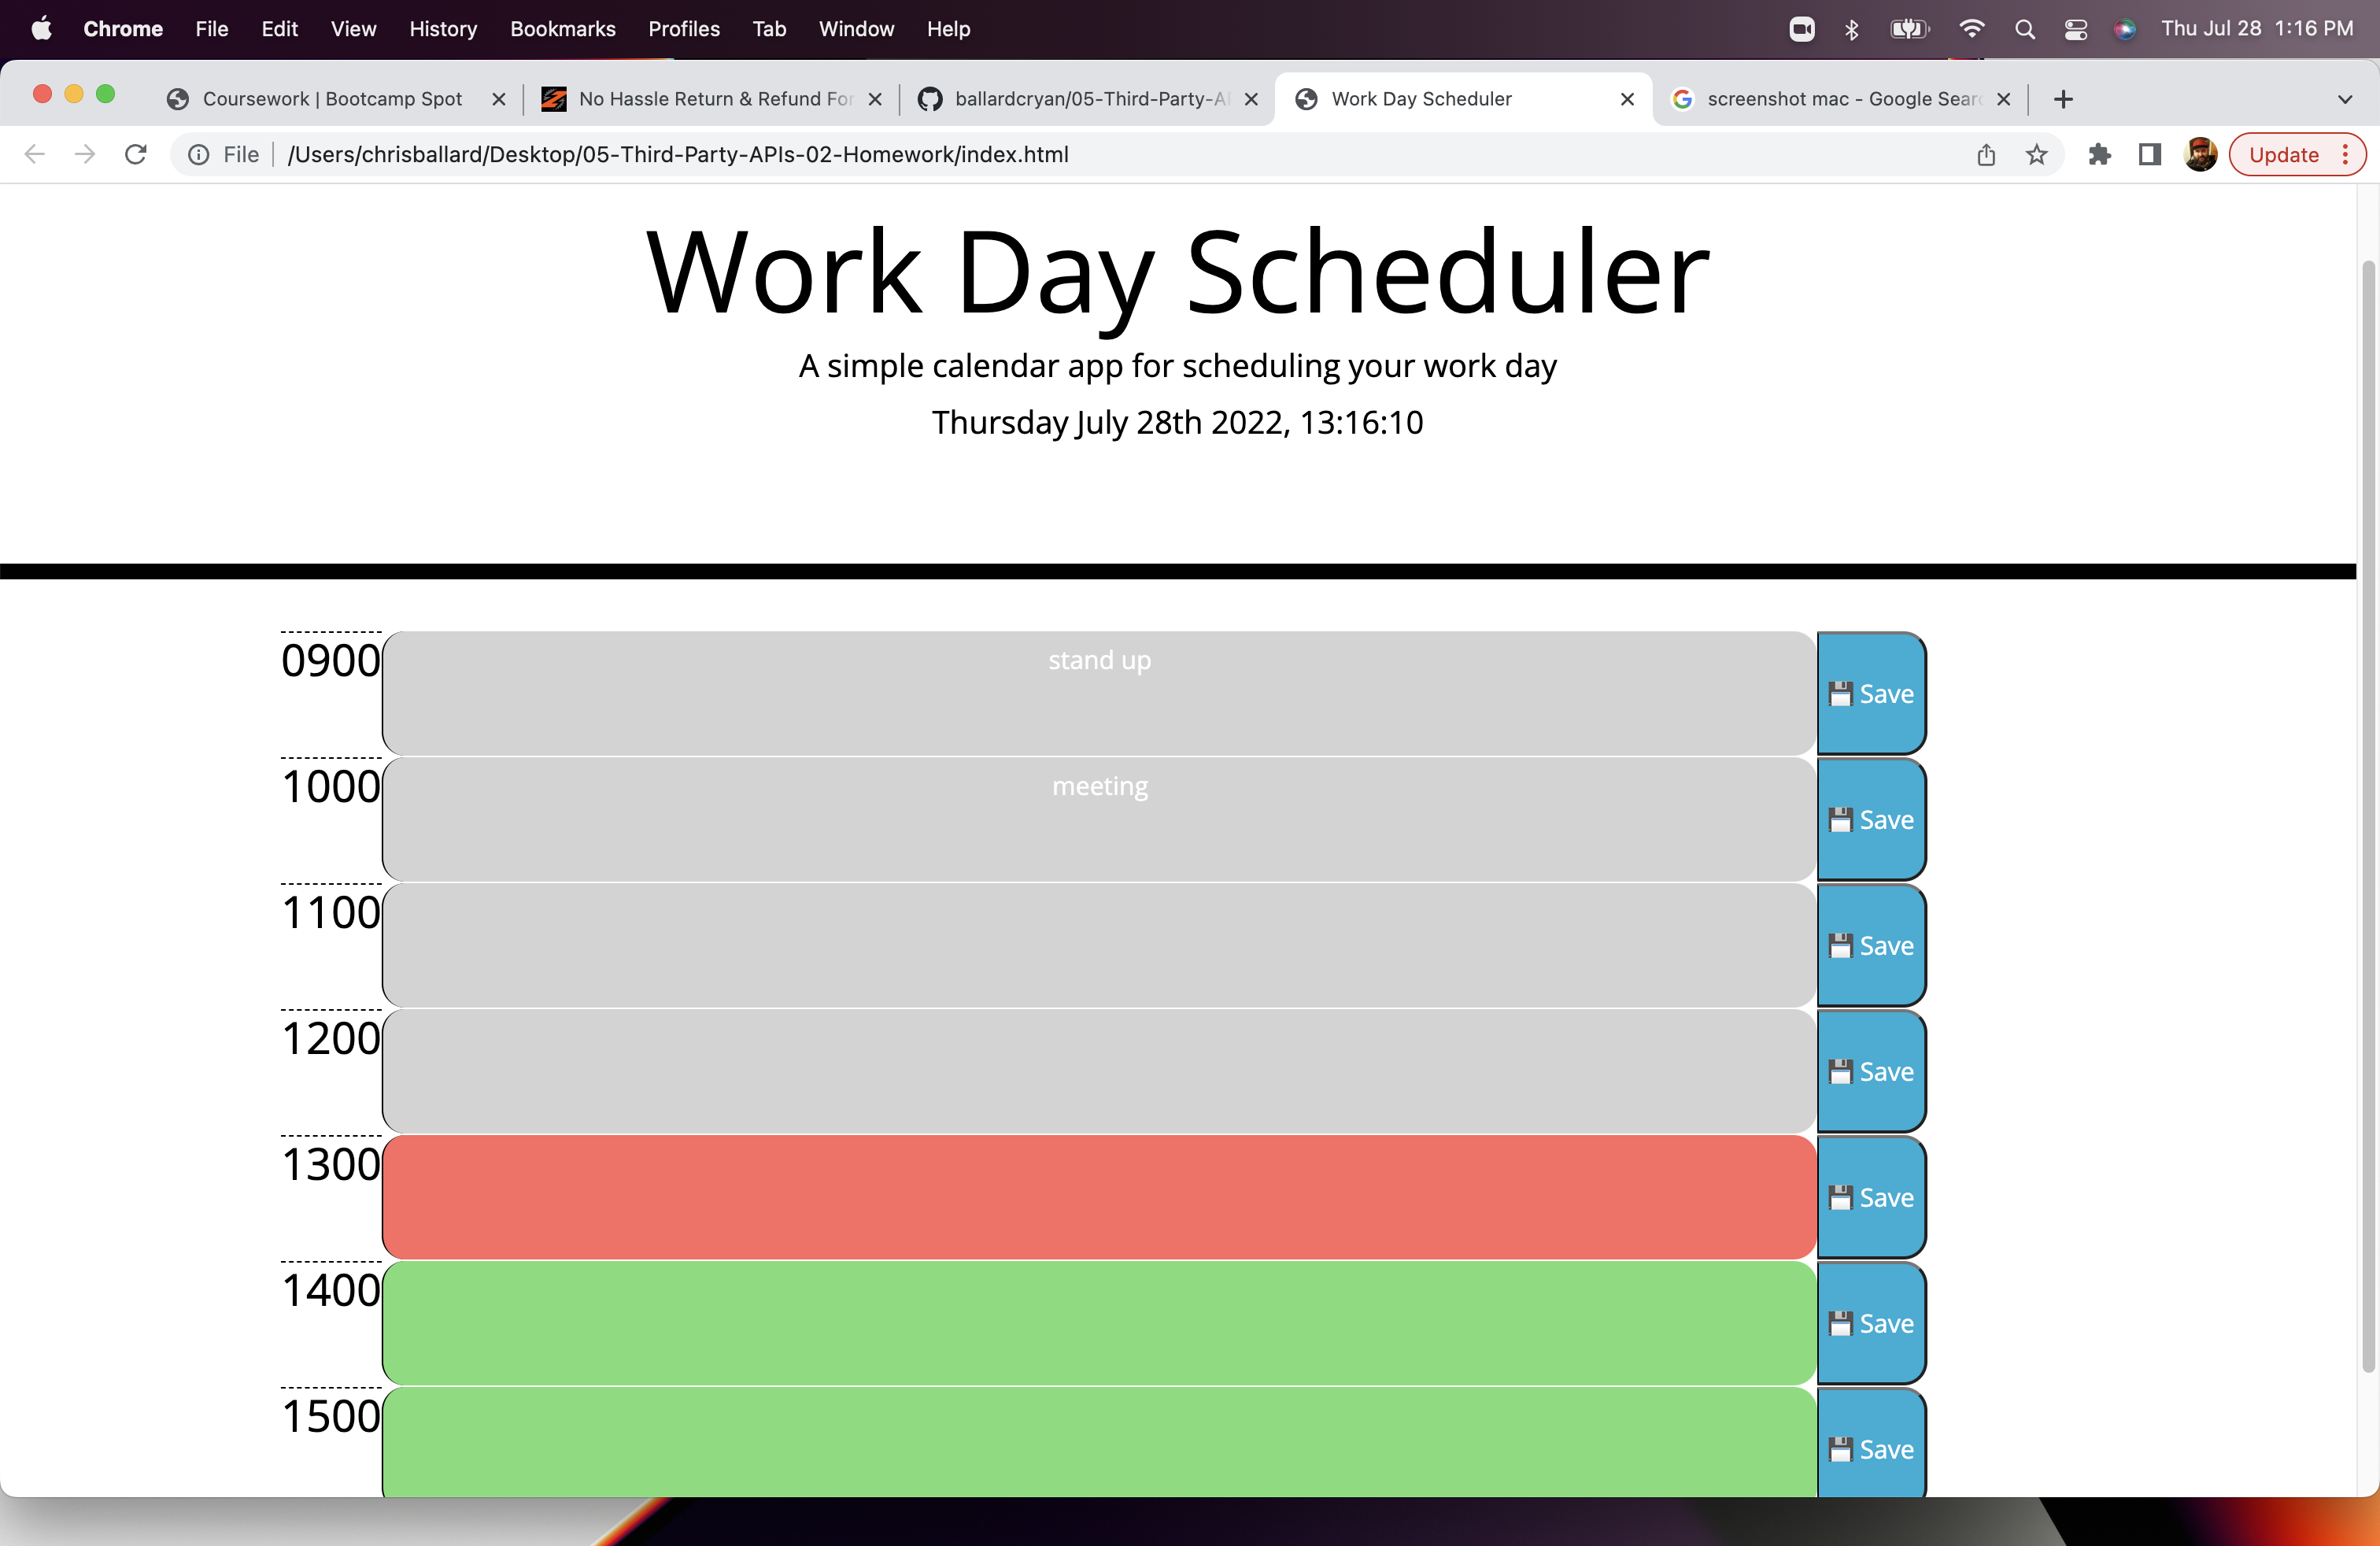 Chrome File Edit View History Bookmarks Profiles Tab Window Help Thu Jul 28 1:16 PM
Coursework | Bootcamp Spot No Hassle Return & Refund For ballardcryan/05-Third-Party-A Work Day Scheduler screenshot mac - Google Sear
File /Users/chrisballard/Desktop/05-Third-Party-APIs-02-Homework/index.html Update
Work Day Scheduler
A simple calendar app for scheduling your work day
Thursday July 28th 2022, 13:16:10
0900 stand up Save
1000 meeting Save
1100 Save
1200 Save
1300 Save
1400 Save
1500 Save